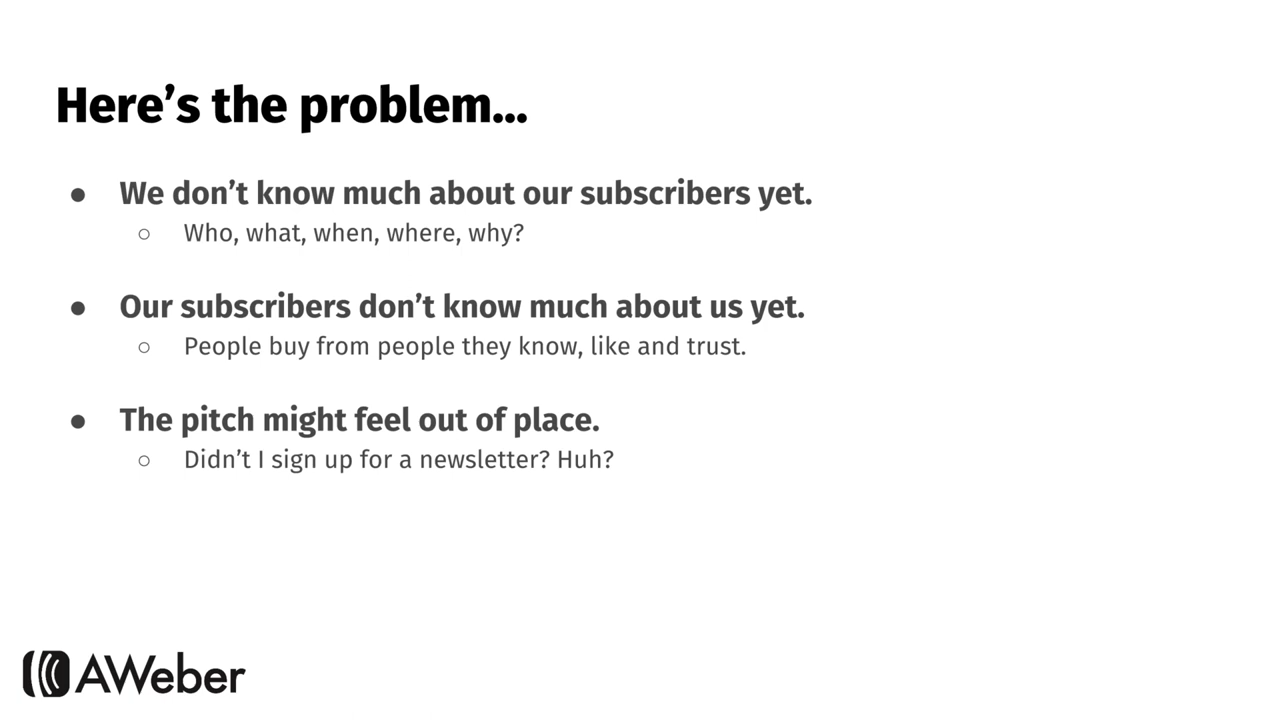 Here’s the problem...
● We don’t know much about our subscribers yet.
○ Who, what, when, where, why?
● Our subscribers don’t know much about us yet.
○ People buy from people they know, like and trust.
● The pitch might feel out of place.
○ Didn’t I sign up for a newsletter? Huh?
AWeber